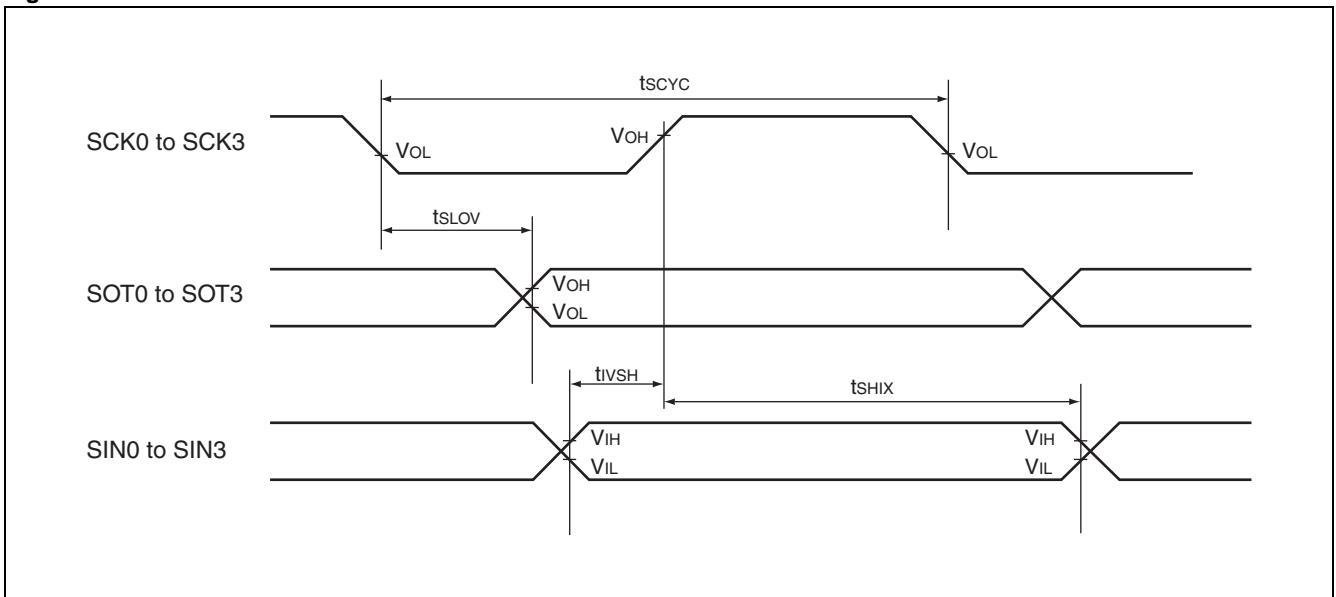 tSCYC
SCK0 to SCK3
VOL
VOH
VOL
tSLOV
SOT0 to SOT3
VOH
VOL
tIVSH
tSHIX
SIN0 to SIN3
VIH
VIL
VIH
VIL